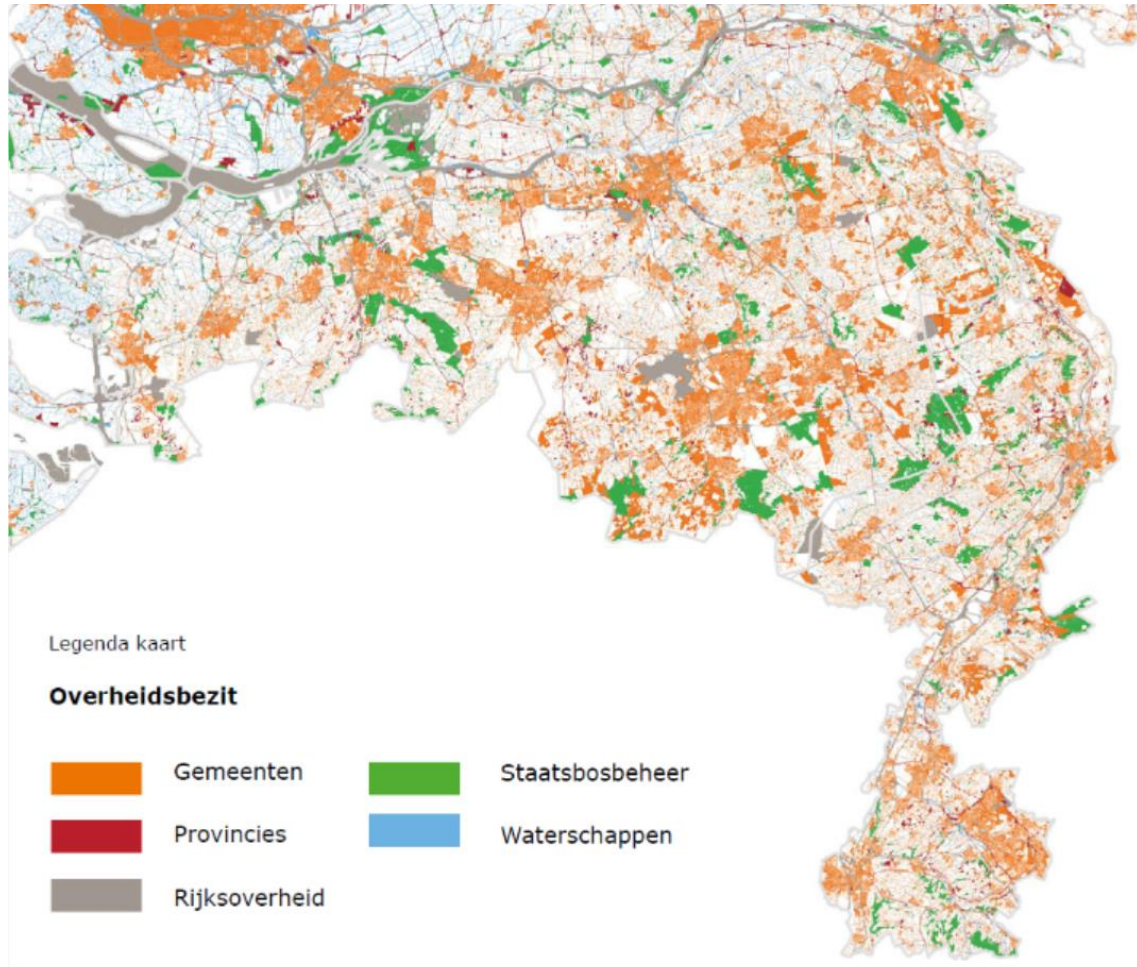 Legenda kaart
Overheidsbezit
Gemeenten
Staatsbosbeheer
Provincies
Waterschappen
Rijksoverheid